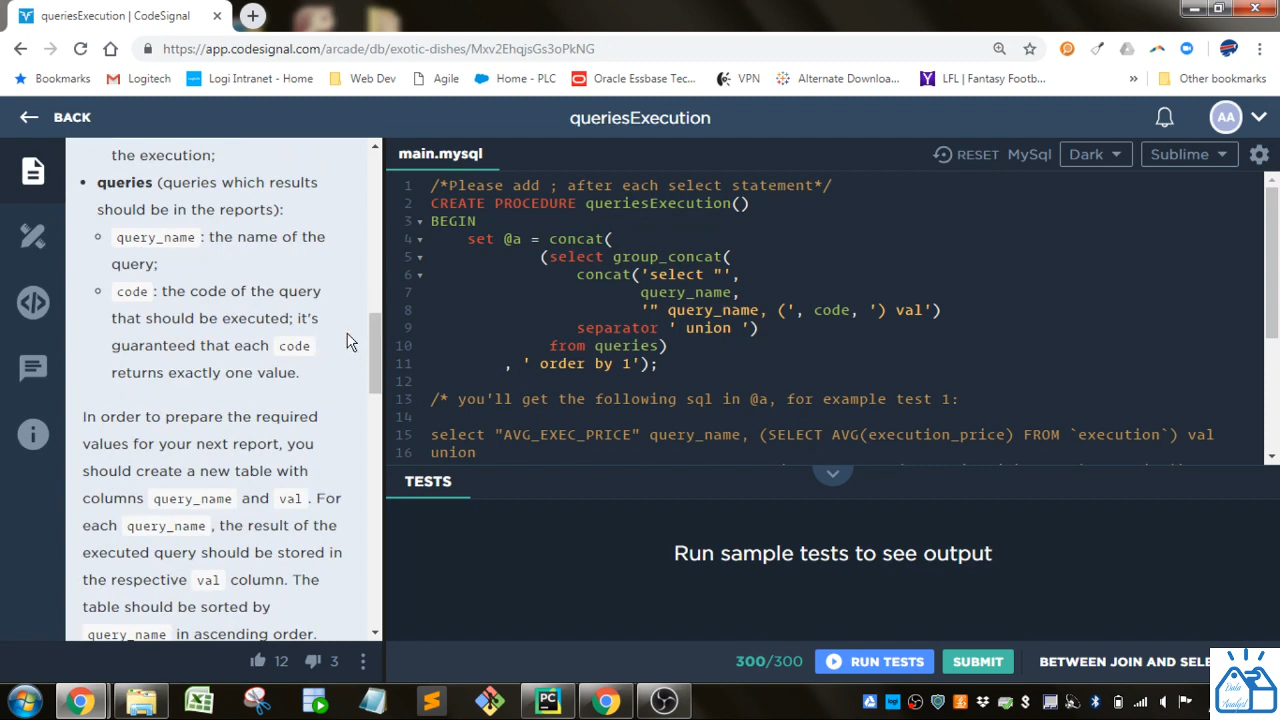 queriesExecution | CodeSignal
https://app.codesignal.com/arcade/db/exotic-dishes/Mxv2EhqjsGs3oPkNG
Bookmarks
Logitech
Logi Intranet - Home
Web Dev
Agile
Home - PLC
Oracle Essbase Tec...
VPN
Alternate Downloa...
LFL | Fantasy Footb...
»
Other bookmarks
BACK
queriesExecution
AA
the execution;
queries (queries which results
should be in the reports):
query_name : the name of the
query;
code : the code of the query
that should be executed; it's
guaranteed that each code
returns exactly one value.
In order to prepare the required
values for your next report, you
should create a new table with
columns query_name and val . For
each query_name , the result of the
executed query should be stored in
the respective val column. The
table should be sorted by
query_name in ascending order.
12
3
main.mysql
RESET MySql
Dark
Sublime
1 /*Please add ; after each select statement*/
2 CREATE PROCEDURE queriesExecution()
3 BEGIN
4 set @a = concat(
5 (select group_concat(
6 concat('select "',
7 query_name,
8 '" query_name, (', code, ') val')
9 separator ' union ')
10 from queries)
11 , ' order by 1');
12
13 /* you'll get the following sql in @a, for example test 1:
14
15 select "AVG_EXEC_PRICE" query_name, (SELECT AVG(execution_price) FROM `execution`) val
16 union
TESTS
Run sample tests to see output
300/300
RUN TESTS
SUBMIT
BETWEEN JOIN AND SEL
Data
Analyst